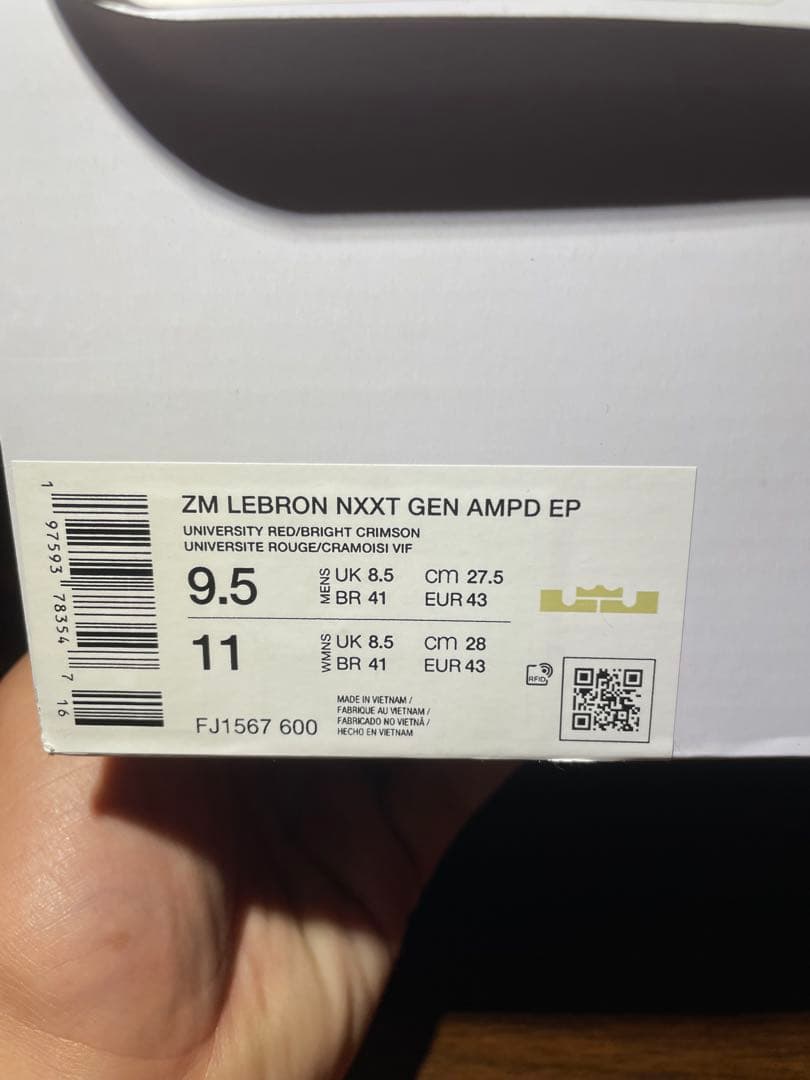 ZM LEBRON NXXT GEN AMPD EP
UNIVERSITY RED/BRIGHT CRIMSON
UNIVERSITE ROUGE/CRAMOISI VIF
9.5 MENS UK 8.5 cm 27.5
BR 41 EUR 43
11 WMNS UK 8.5 cm 28
BR 41 EUR 43
RFID
MADE IN VIETNAM /
FABRIQUE AU VIETNAM /
FABRICADO NO VIETNÃ /
HECHO EN VIETNAM
FJ1567 600
1 97593 78354 7 16